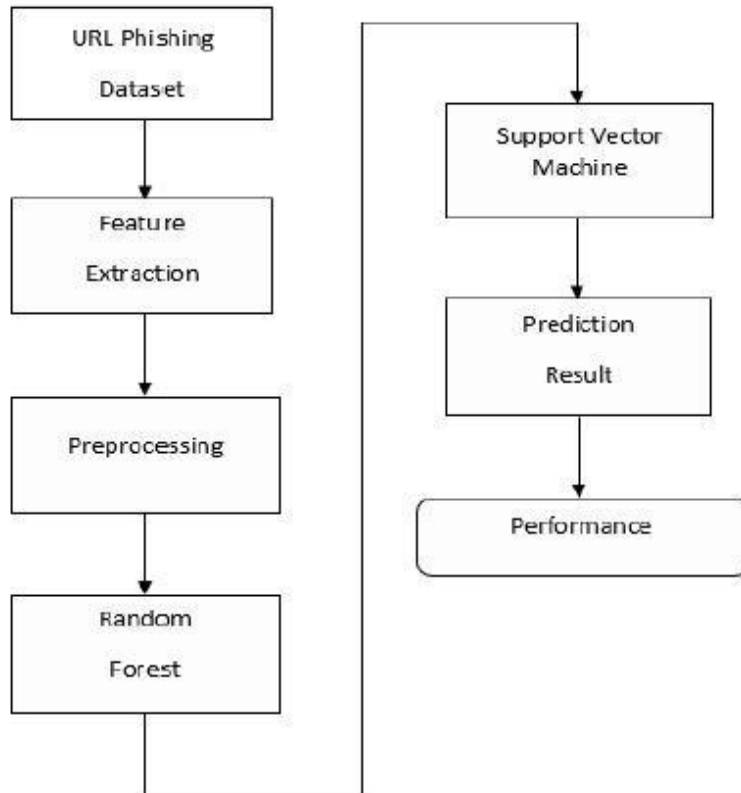 URL Phishing
Dataset
Feature
Extraction
Preprocessing
Random
Forest
Support Vector
Machine
Prediction
Result
Performance